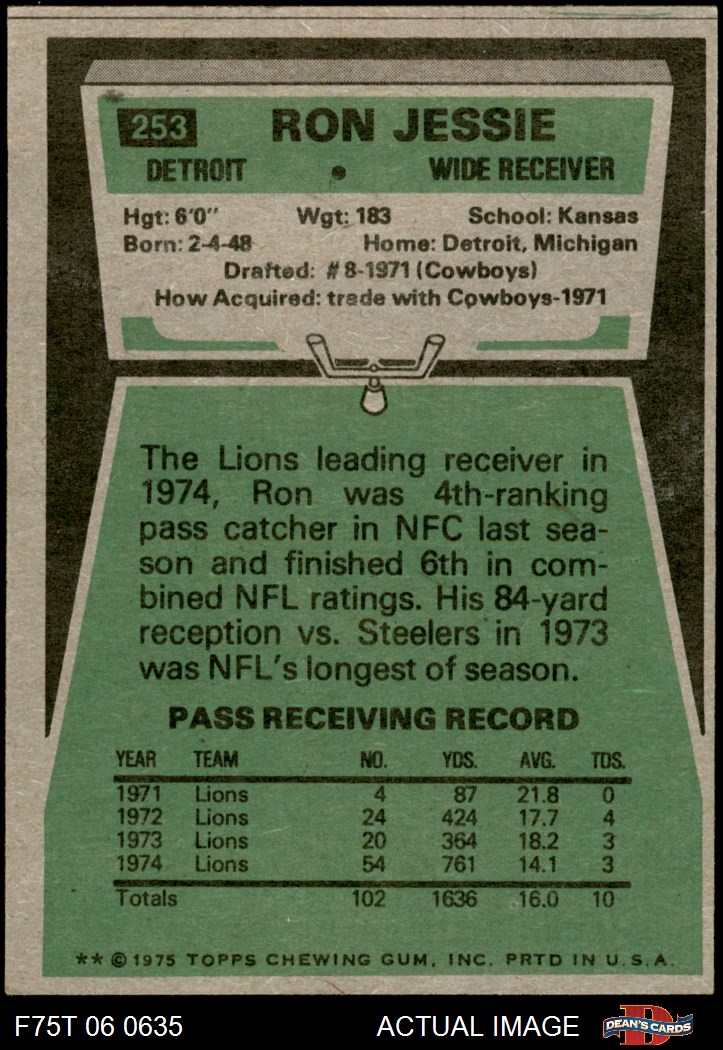 253 RON JESSIE
DETROIT • WIDE RECEIVER
Hgt: 6'0" Wgt: 183 School: Kansas
Born: 2-4-48 Home: Detroit, Michigan
Drafted: #8-1971 (Cowboys)
How Acquired: trade with Cowboys-1971
The Lions leading receiver in
1974, Ron was 4th-ranking
pass catcher in NFC last sea-
son and finished 6th in com-
bined NFL ratings. His 84-yard
reception vs. Steelers in 1973
was NFL's longest of season.
PASS RECEIVING RECORD
YEAR TEAM NO. YDS. AVG. TDS.
1971 Lions 4 87 21.8 0
1972 Lions 24 424 17.7 4
1973 Lions 20 364 18.2 3
1974 Lions 54 761 14.1 3
Totals 102 1636 16.0 10
** © 1975 TOPPS CHEWING GUM, INC. PRTD IN U.S.A.
F75T 06 0635 ACTUAL IMAGE D DEAN'S CARDS